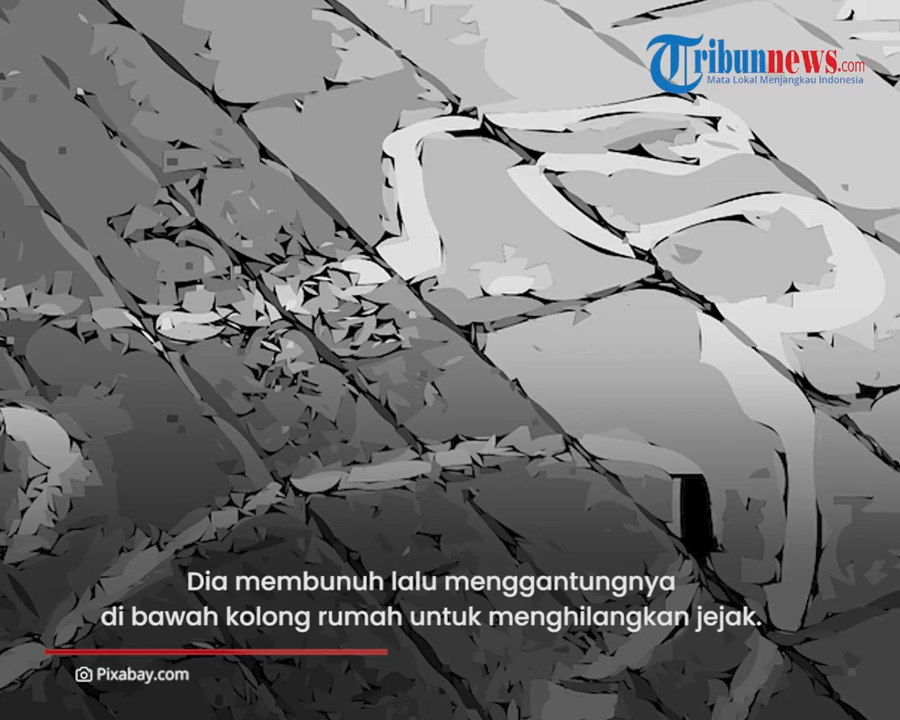 Tribunnews.com
Mata Lokal Menjangkau Indonesia
Dia membunuh lalu menggantungnya
di bawah kolong rumah untuk menghilangkan jejak.
Pixabay.com